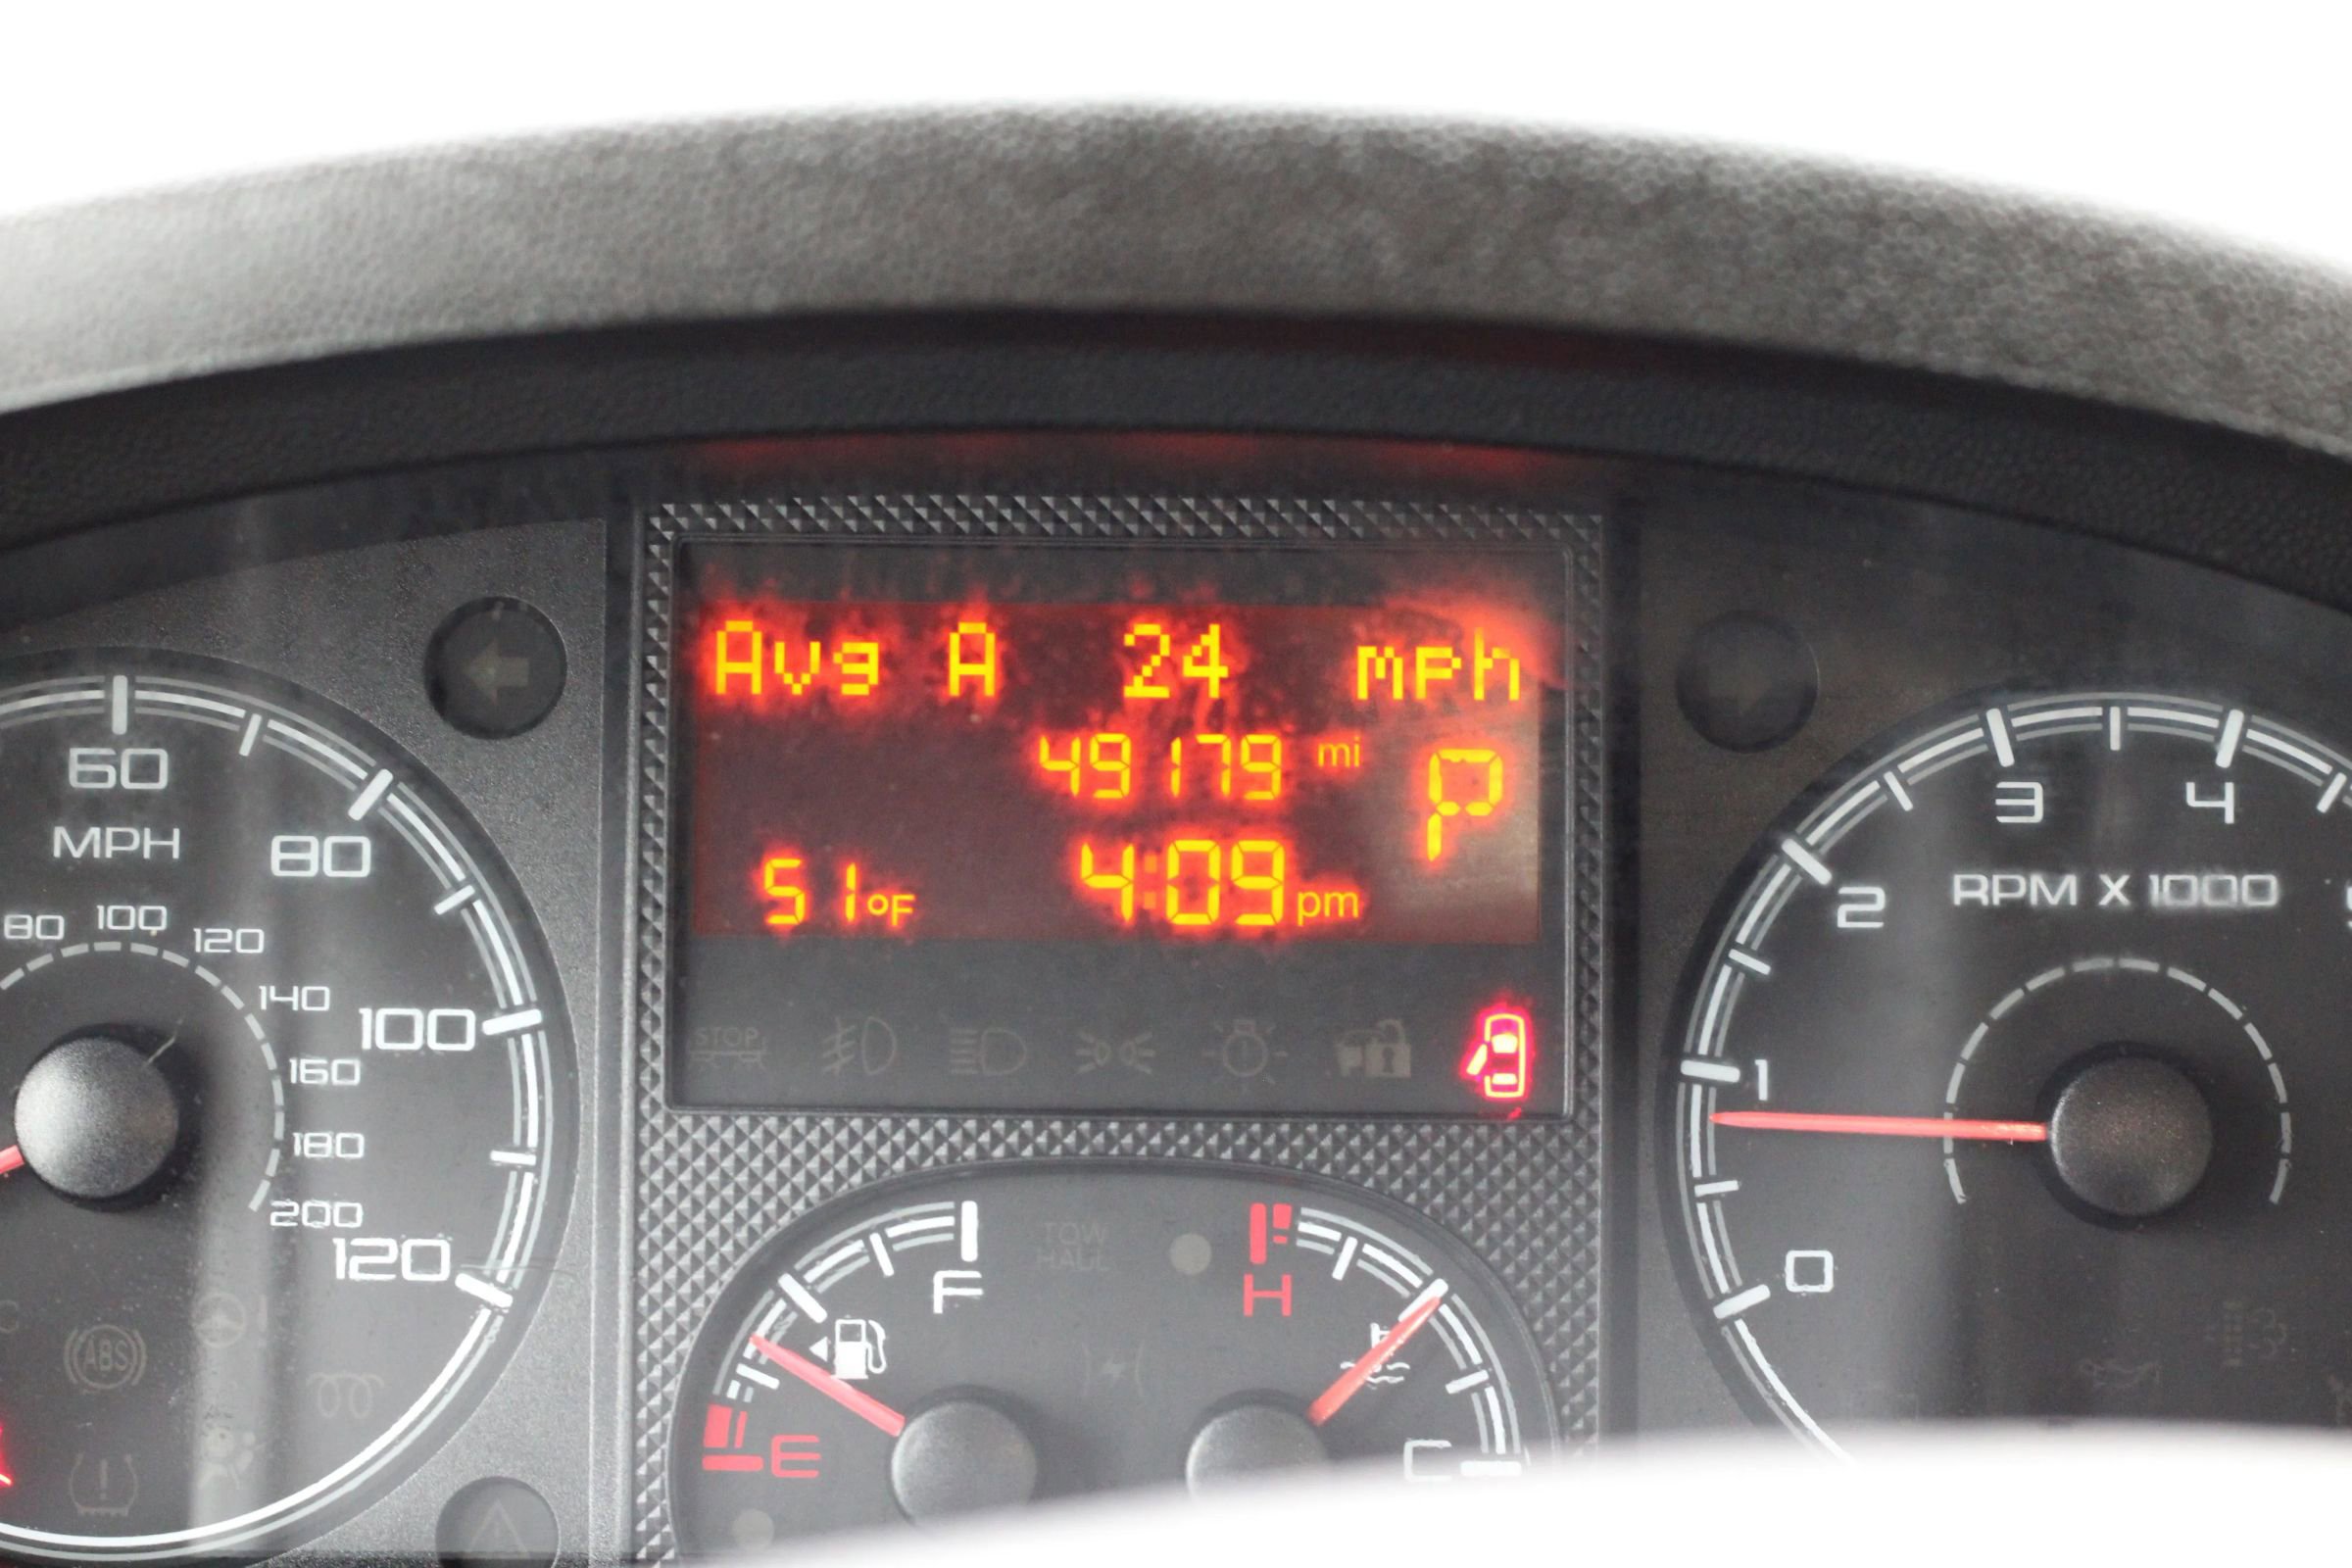 Avg A 24 mph
49179 mi
P
51°F 4:09 pm
60
MPH
80
80 100 120
140
100
160
180
200
120
ABS
STOP
3 4
RPM X 1000
2
1
0
TOW
HAUL
F
H
E
C